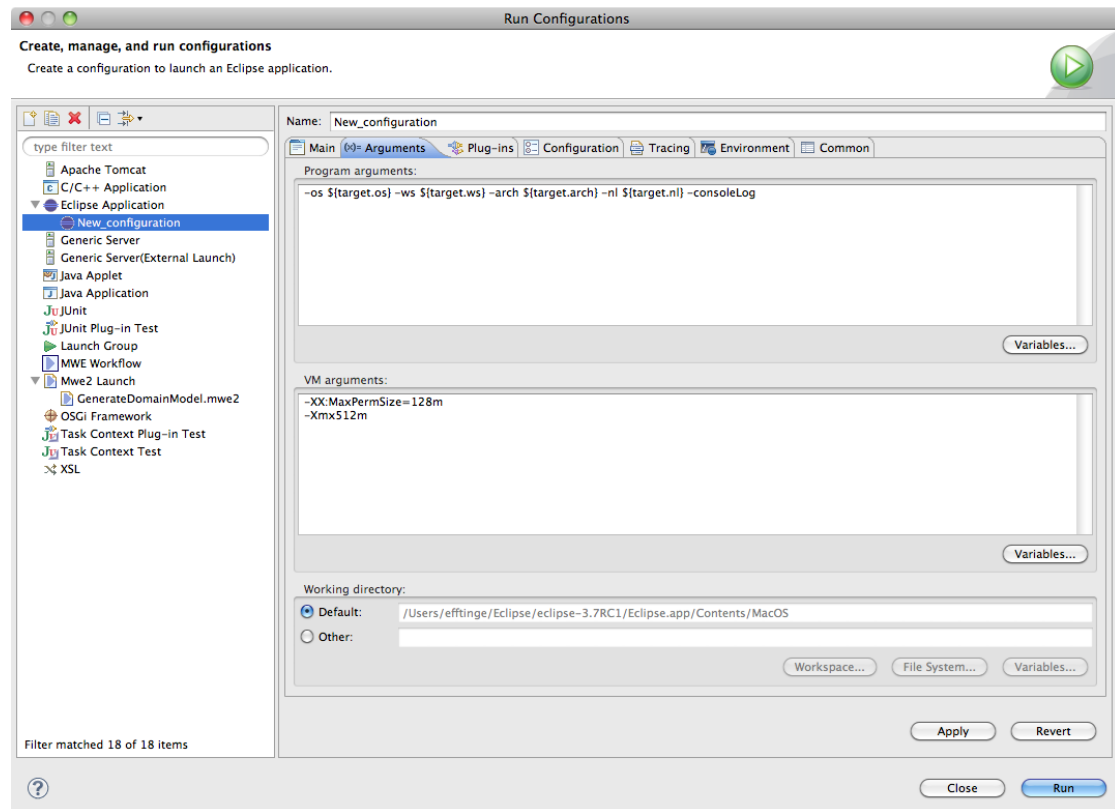 Run Configurations
Create, manage, and run configurations
Create a configuration to launch an Eclipse application.
type filter text
Apache Tomcat
C/C++ Application
Eclipse Application
New_configuration
Generic Server
Generic Server(External Launch)
Java Applet
Java Application
JUnit
JUnit Plug-in Test
Launch Group
MWE Workflow
Mwe2 Launch
GenerateDomainModel.mwe2
OSGi Framework
Task Context Plug-in Test
Task Context Test
XSL
Filter matched 18 of 18 items
Name: New_configuration
Main (x)= Arguments Plug-ins Configuration Tracing Environment Common
Program arguments:
-os ${target.os} -ws ${target.ws} -arch ${target.arch} -nl ${target.nl} -consoleLog
Variables...
VM arguments:
-XX:MaxPermSize=128m
-Xmx512m
Variables...
Working directory:
Default: /Users/efftinge/Eclipse/eclipse-3.7RC1/Eclipse.app/Contents/MacOS
Other:
Workspace... File System... Variables...
Apply Revert
? Close Run